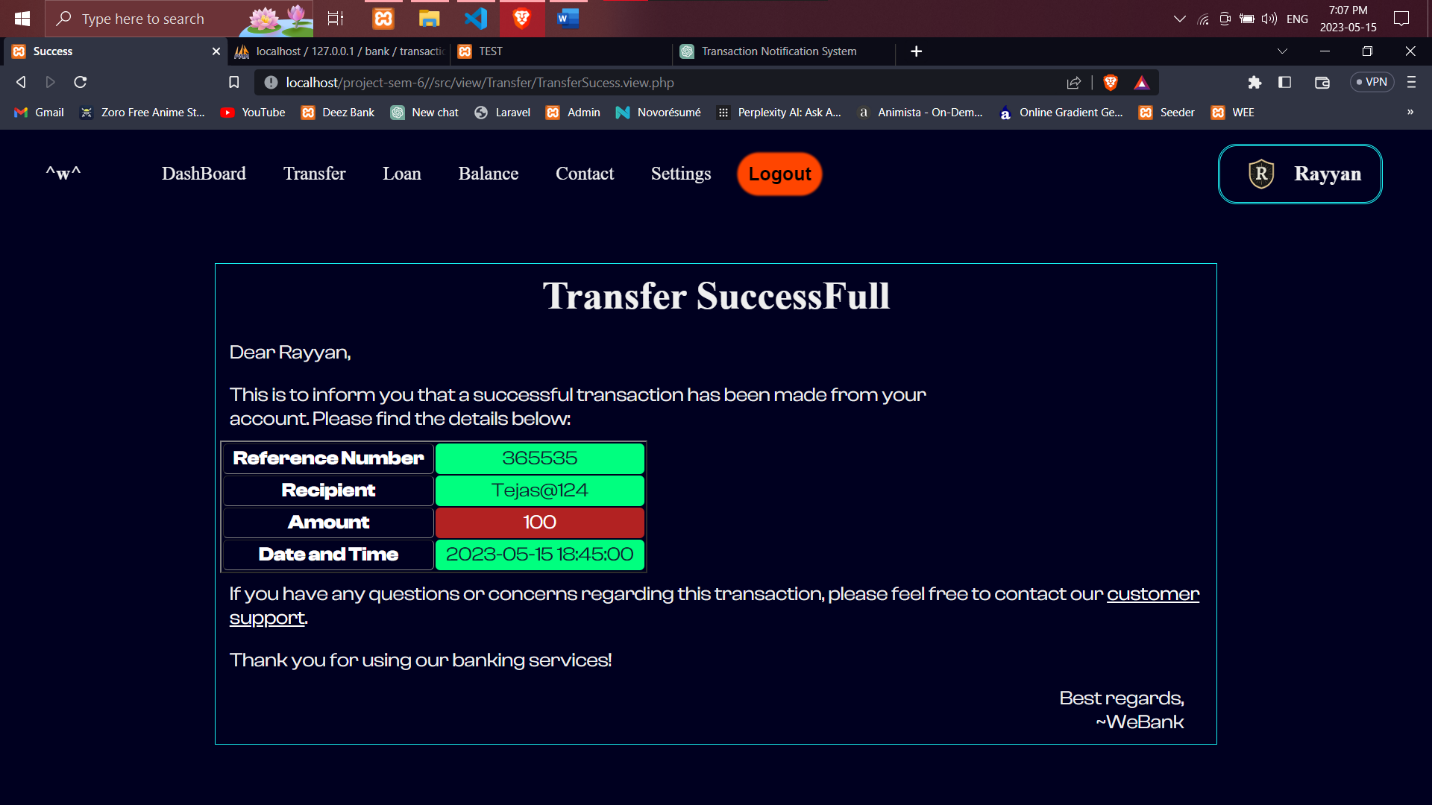 Type here to search
ENG
7:07 PM
2023-05-15
Success
localhost / 127.0.0.1 / bank / transactic
TEST
Transaction Notification System
localhost/project-sem-6//src/view/Transfer/TransferSucess.view.php
VPN
Gmail
Zoro Free Anime St...
YouTube
Deez Bank
New chat
Laravel
Admin
Novorésumé
Perplexity AI: Ask A...
Animista - On-Dem...
Online Gradient Ge...
Seeder
WEE
^w^
DashBoard
Transfer
Loan
Balance
Contact
Settings
Logout
R
Rayyan
Transfer SuccessFull
Dear Rayyan,
This is to inform you that a successful transaction has been made from your
account. Please find the details below:
Reference Number 365535
Recipient Tejas@124
Amount 100
Date and Time 2023-05-15 18:45:00
If you have any questions or concerns regarding this transaction, please feel free to contact our customer
support.
Thank you for using our banking services!
Best regards,
~WeBank